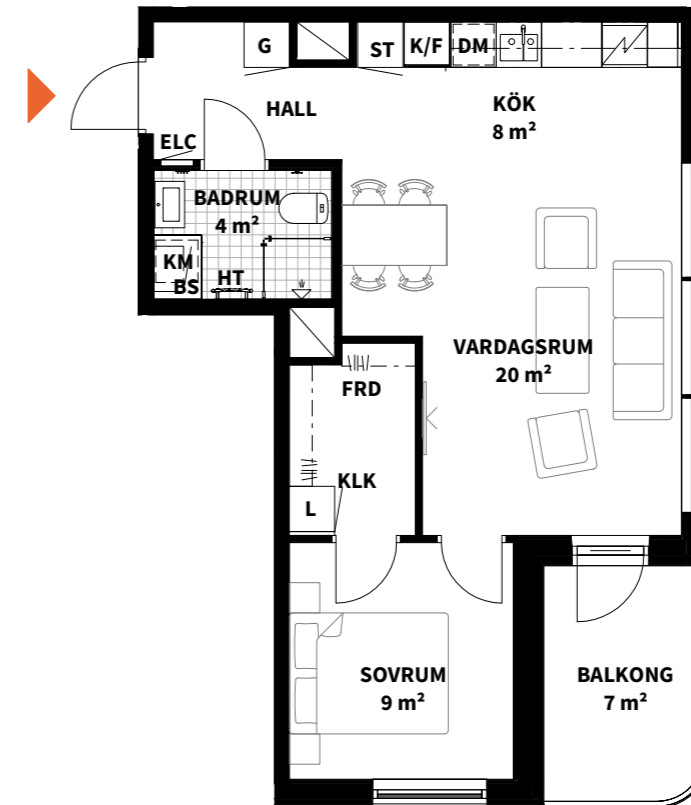 G
ST
K/F
DM
HALL
KÖK
8 m²
ELC
BADRUM
4 m²
KM
BS
HT
VARDAGSRUM
20 m²
FRD
KLK
L
SOVRUM
9 m²
BALKONG
7 m²